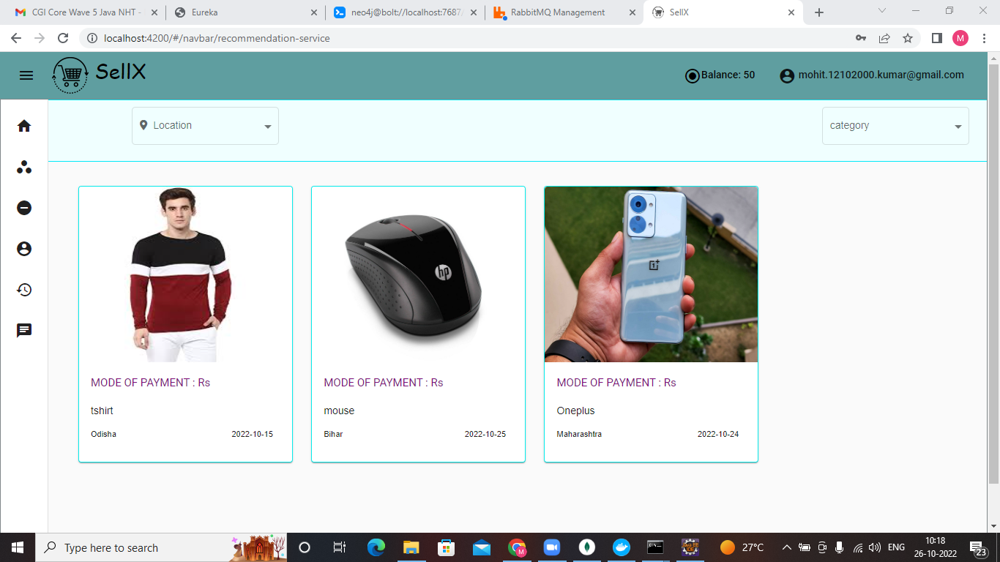 CGI Core Wave 5 Java NHT -
Eureka
neo4j@bolt://localhost:7687/
RabbitMQ Management
SellX
localhost:4200/#/navbar/recommendation-service
M
SellX
Balance: 50
mohit.12102000.kumar@gmail.com
Location
category
hp
MODE OF PAYMENT : Rs
tshirt
Odisha
2022-10-15
MODE OF PAYMENT : Rs
mouse
Bihar
2022-10-25
MODE OF PAYMENT : Rs
Oneplus
Maharashtra
2022-10-24
Type here to search
M
27°C
ENG
10:18
26-10-2022
23